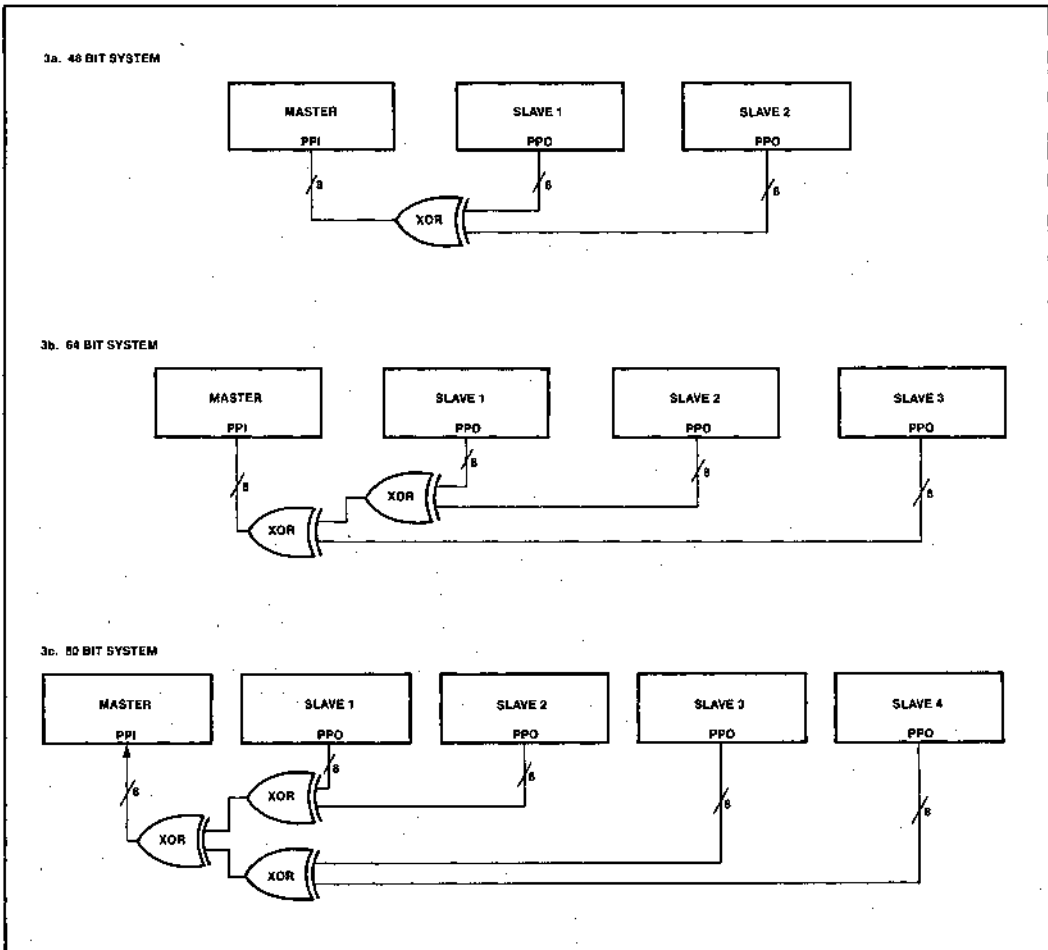 3a. 48 BIT SYSTEM
MASTER SLAVE 1 SLAVE 2
PPI PPO PPO
8 8 8
XOR
3b. 64 BIT SYSTEM
MASTER SLAVE 1 SLAVE 2 SLAVE 3
PPI PPO PPO PPO
8 8 8 8
XOR
XOR
3c. 80 BIT SYSTEM
MASTER SLAVE 1 SLAVE 2 SLAVE 3 SLAVE 4
PPI PPO PPO PPO PPO
8 8 8 8 8
XOR
XOR
XOR